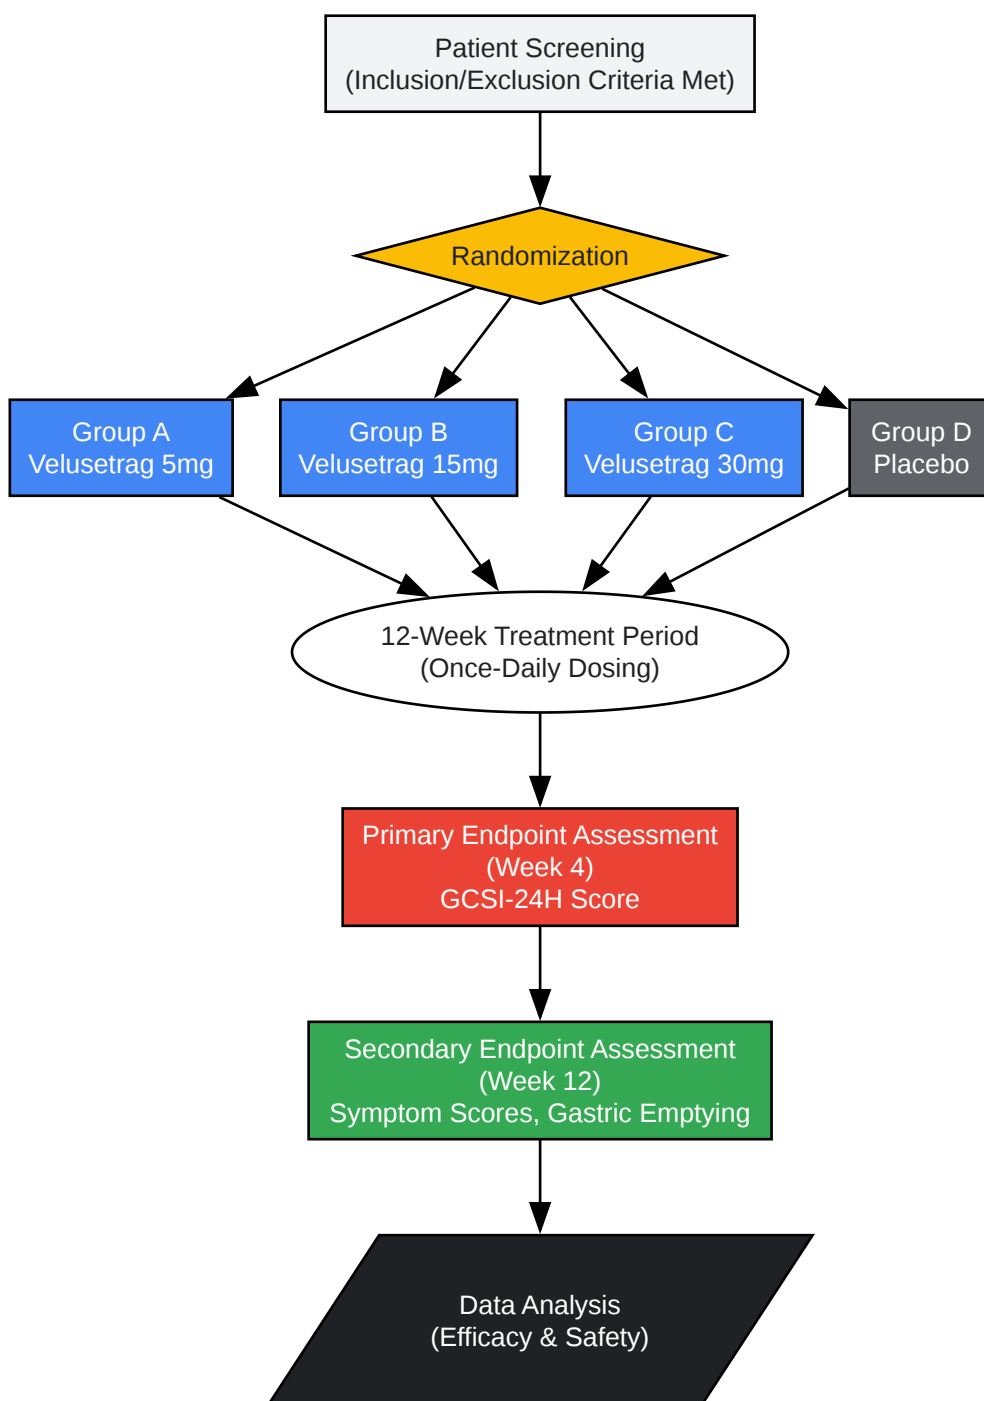 Patient Screening
(Inclusion/Exclusion Criteria Met)
Randomization
Group A
Velusetrag 5mg
Group B
Velusetrag 15mg
Group C
Velusetrag 30mg
Group D
Placebo
12-Week Treatment Period
(Once-Daily Dosing)
Primary Endpoint Assessment
(Week 4)
GCSI-24H Score
Secondary Endpoint Assessment
(Week 12)
Symptom Scores, Gastric Emptying
Data Analysis
(Efficacy & Safety)